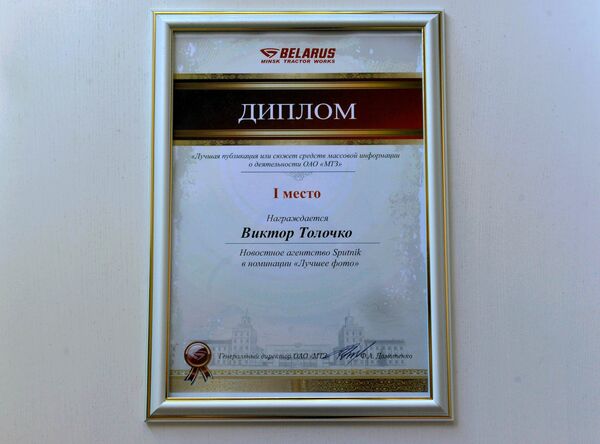 BELARUS
MINSK TRACTOR WORKS
ДИПЛОМ
«Лучшая публикация или сюжет средств массовой информации
о деятельности ОАО «МТЗ»
I место
Награждается
Виктор Толочко
Новостное агентство Sputnik
в номинации «Лучшее фото»
Генеральный директор ОАО «МТЗ»